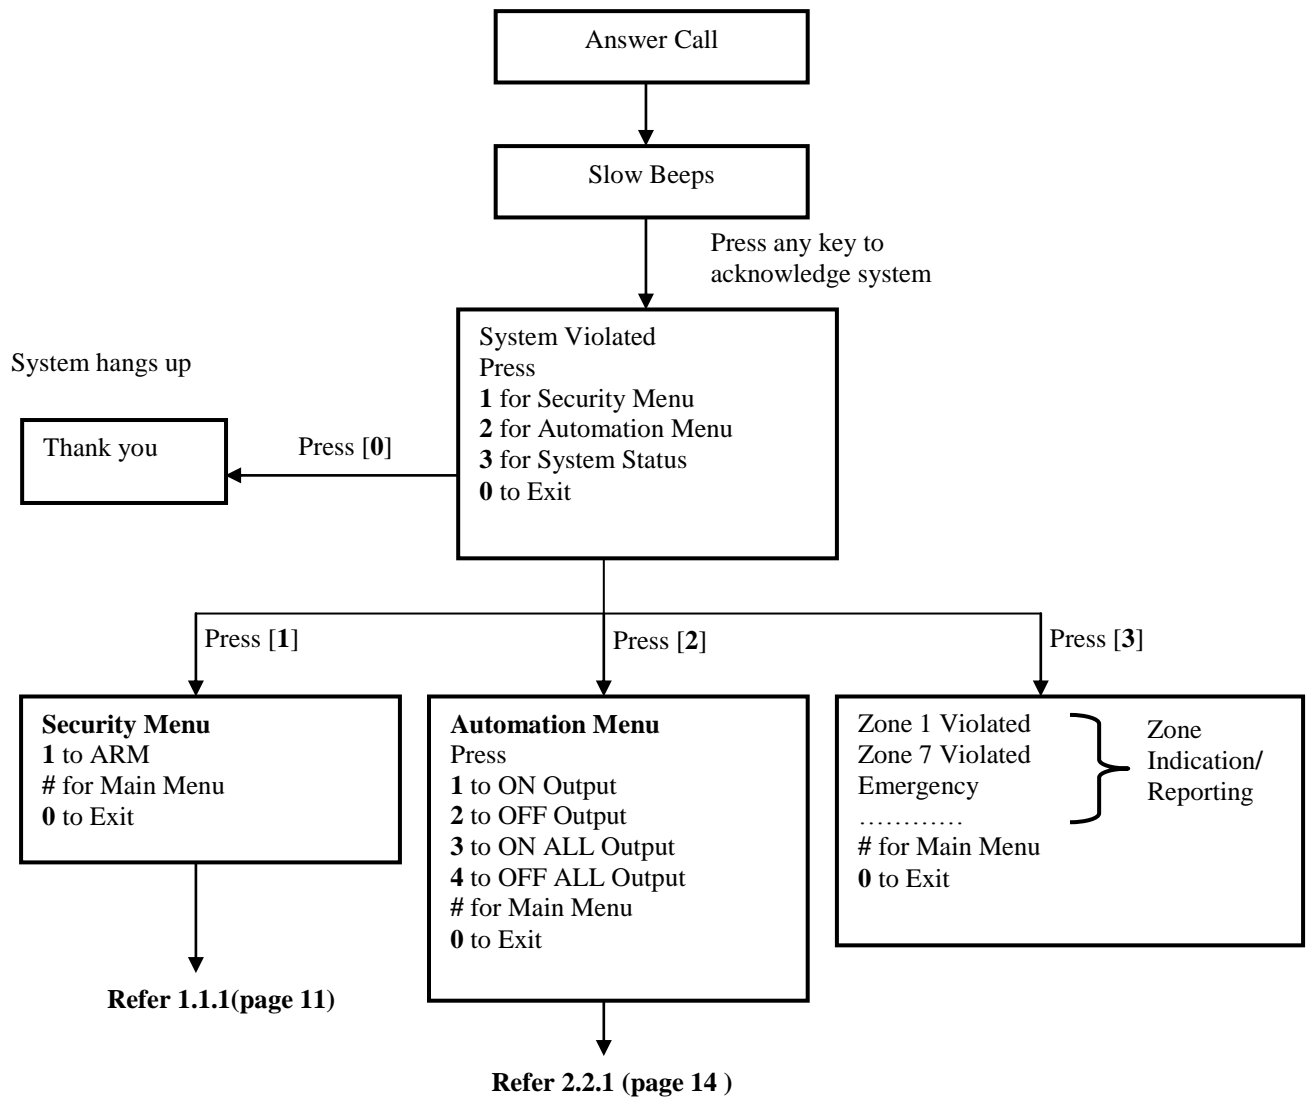 Answer Call
Slow Beeps
Press any key to
acknowledge system
System Violated
Press
1 for Security Menu
2 for Automation Menu
3 for System Status
0 to Exit
System hangs up
Thank you
Press [0]
Press [1]
Press [2]
Press [3]
Security Menu
1 to ARM
# for Main Menu
0 to Exit
Refer 1.1.1(page 11)
Automation Menu
Press
1 to ON Output
2 to OFF Output
3 to ON ALL Output
4 to OFF ALL Output
# for Main Menu
0 to Exit
Refer 2.2.1 (page 14 )
Zone 1 Violated
Zone 7 Violated
Emergency
…………
# for Main Menu
0 to Exit
Zone
Indication/
Reporting